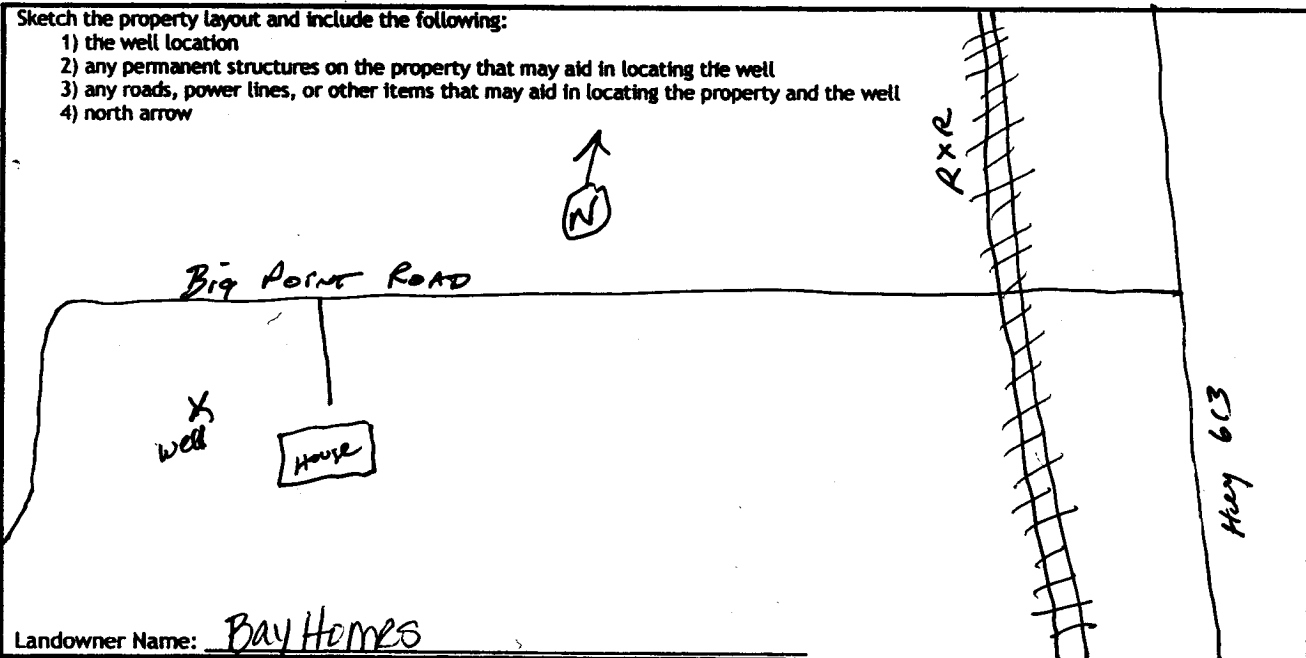 Sketch the property layout and include the following:
1) the well location
2) any permanent structures on the property that may aid in locating the well
3) any roads, power lines, or other items that may aid in locating the property and the well
4) north arrow
R X R
N
Big Point Road
X
well
House
Hwy 613
Landowner Name: Bay Homes